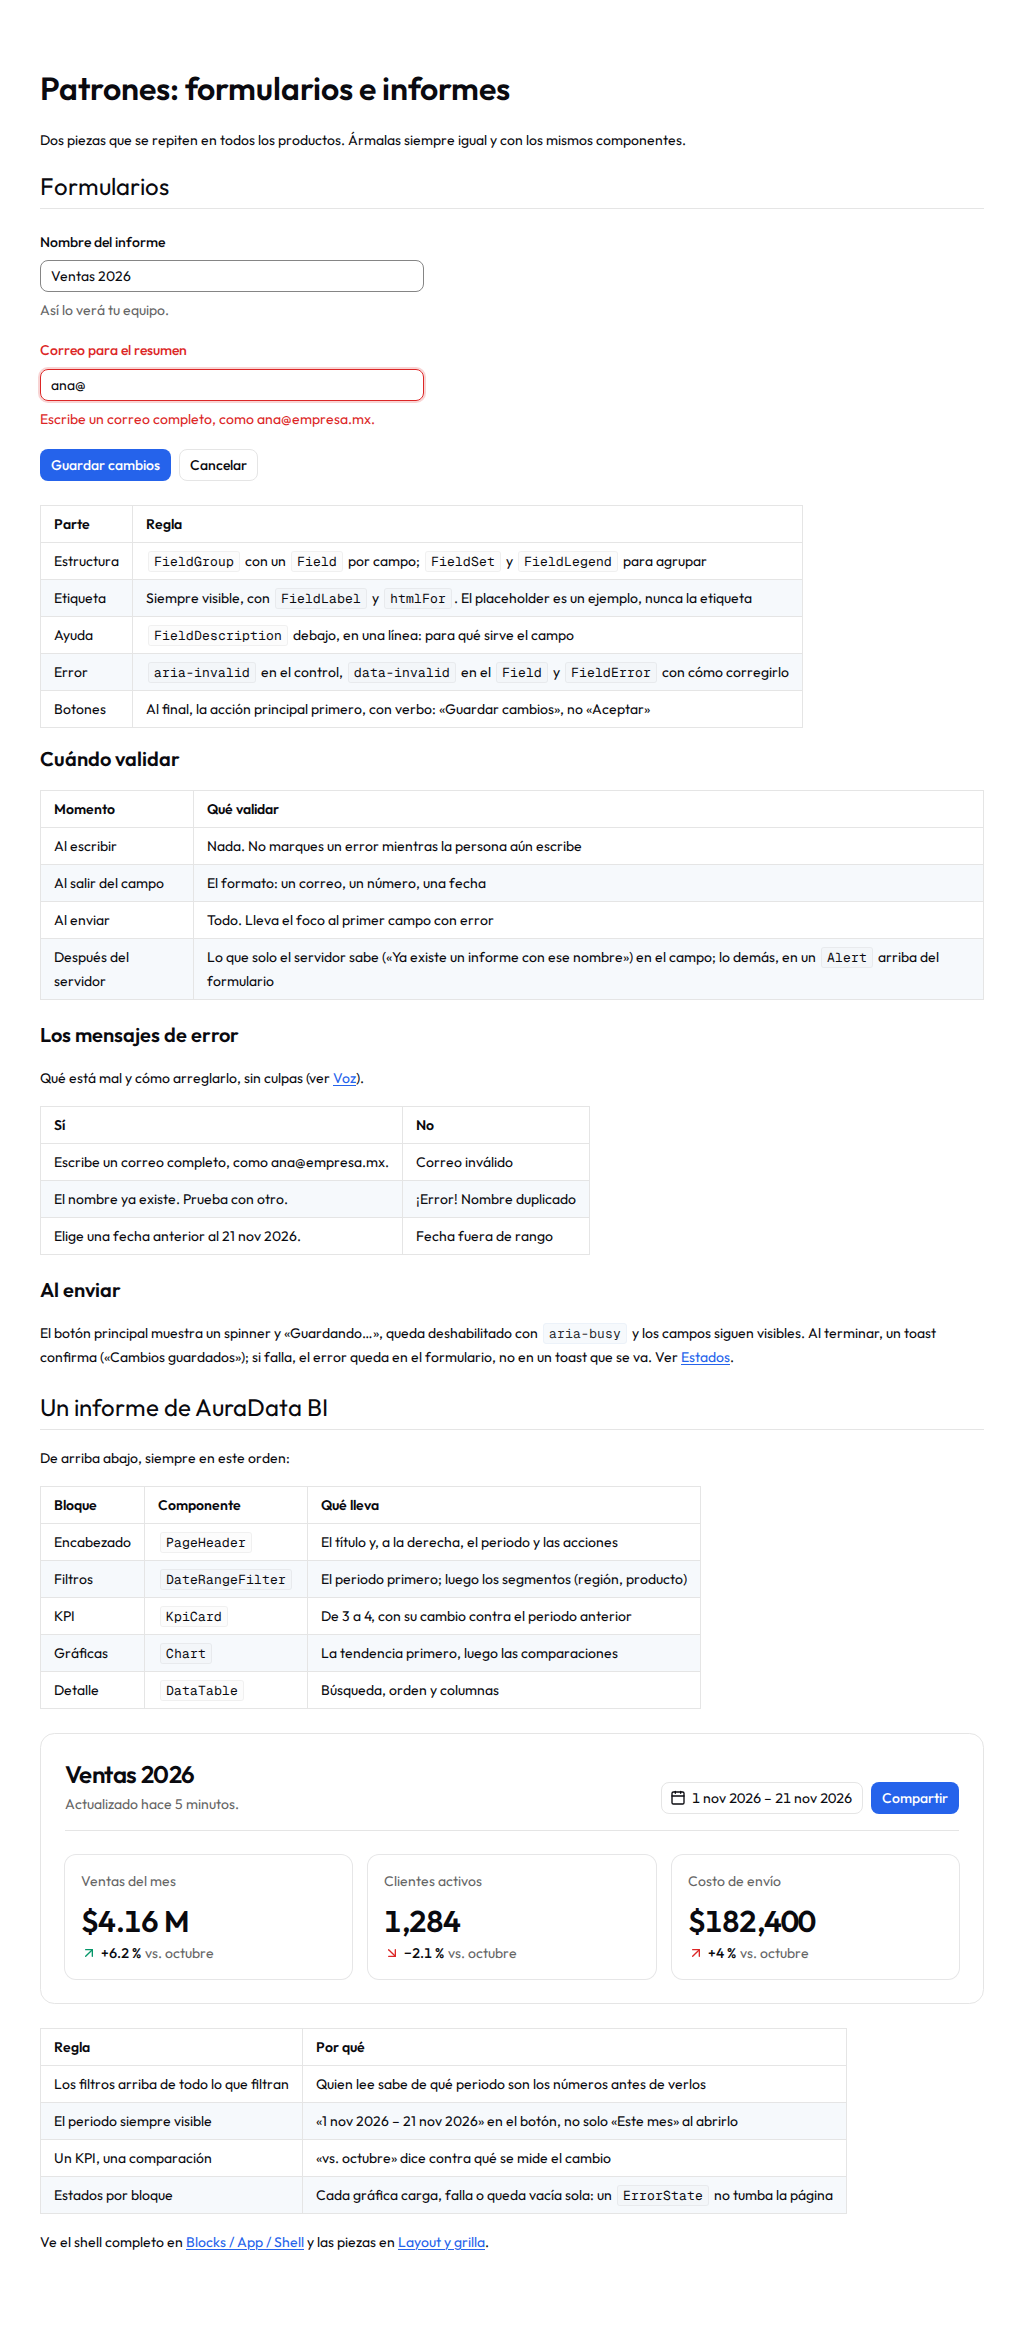 Patrones: formularios e informes
Dos piezas que se repiten en todos los productos. Ármalas siempre igual y con los mismos componentes.
Formularios
Nombre del informe
Ventas 2026
Así lo verá tu equipo.
Correo para el resumen
ana@
Escribe un correo completo, como ana@empresa.mx.
Guardar cambios Cancelar
Parte Regla
Estructura FieldGroup con un Field por campo; FieldSet y FieldLegend para agrupar
Etiqueta Siempre visible, con FieldLabel y htmlFor . El placeholder es un ejemplo, nunca la etiqueta
Ayuda FieldDescription debajo, en una línea: para qué sirve el campo
Error aria-invalid en el control, data-invalid en el Field y FieldError con cómo corregirlo
Botones Al final, la acción principal primero, con verbo: «Guardar cambios», no «Aceptar»
Cuándo validar
Momento Qué validar
Al escribir Nada. No marques un error mientras la persona aún escribe
Al salir del campo El formato: un correo, un número, una fecha
Al enviar Todo. Lleva el foco al primer campo con error
Después del servidor Lo que solo el servidor sabe («Ya existe un informe con ese nombre») en el campo; lo demás, en un Alert arriba del
formulario
Los mensajes de error
Qué está mal y cómo arreglarlo, sin culpas (ver Voz).
Sí No
Escribe un correo completo, como ana@empresa.mx. Correo inválido
El nombre ya existe. Prueba con otro. ¡Error! Nombre duplicado
Elige una fecha anterior al 21 nov 2026. Fecha fuera de rango
Al enviar
El botón principal muestra un spinner y «Guardando…», queda deshabilitado con aria-busy y los campos siguen visibles. Al terminar, un toast
confirma («Cambios guardados»); si falla, el error queda en el formulario, no en un toast que se va. Ver Estados.
Un informe de AuraData BI
De arriba abajo, siempre en este orden:
Bloque Componente Qué lleva
Encabezado PageHeader El título y, a la derecha, el periodo y las acciones
Filtros DateRangeFilter El periodo primero; luego los segmentos (región, producto)
KPI KpiCard De 3 a 4, con su cambio contra el periodo anterior
Gráficas Chart La tendencia primero, luego las comparaciones
Detalle DataTable Búsqueda, orden y columnas
Ventas 2026
Actualizado hace 5 minutos.
1 nov 2026 – 21 nov 2026 Compartir
Ventas del mes
$4.16 M
+6.2 % vs. octubre
Clientes activos
1,284
−2.1 % vs. octubre
Costo de envío
$182,400
+4 % vs. octubre
Regla Por qué
Los filtros arriba de todo lo que filtran Quien lee sabe de qué periodo son los números antes de verlos
El periodo siempre visible «1 nov 2026 – 21 nov 2026» en el botón, no solo «Este mes» al abrirlo
Un KPI, una comparación «vs. octubre» dice contra qué se mide el cambio
Estados por bloque Cada gráfica carga, falla o queda vacía sola: un ErrorState no tumba la página
Ve el shell completo en Blocks / App / Shell y las piezas en Layout y grilla.